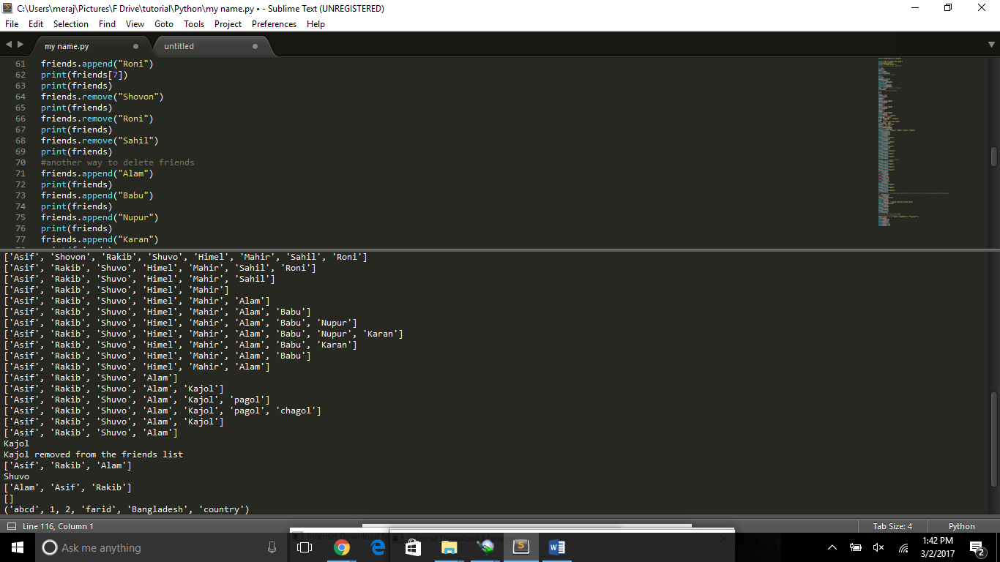 C:\Users\meraj\Pictures\F Drive\tutorial\Python\my name.py • - Sublime Text (UNREGISTERED)
File Edit Selection Find View Goto Tools Project Preferences Help
my name.py untitled
61 friends.append("Roni")
62 print(friends[7])
63 print(friends)
64 friends.remove("Shovon")
65 print(friends)
66 friends.remove("Roni")
67 print(friends)
68 friends.remove("Sahil")
69 print(friends)
70 #another way to delete friends
71 friends.append("Alam")
72 print(friends)
73 friends.append("Babu")
74 print(friends)
75 friends.append("Nupur")
76 print(friends)
77 friends.append("Karan")
['Asif', 'Shovon', 'Rakib', 'Shuvo', 'Himel', 'Mahir', 'Sahil', 'Roni']
['Asif', 'Rakib', 'Shuvo', 'Himel', 'Mahir', 'Sahil', 'Roni']
['Asif', 'Rakib', 'Shuvo', 'Himel', 'Mahir', 'Sahil']
['Asif', 'Rakib', 'Shuvo', 'Himel', 'Mahir']
['Asif', 'Rakib', 'Shuvo', 'Himel', 'Mahir', 'Alam']
['Asif', 'Rakib', 'Shuvo', 'Himel', 'Mahir', 'Alam', 'Babu']
['Asif', 'Rakib', 'Shuvo', 'Himel', 'Mahir', 'Alam', 'Babu', 'Nupur']
['Asif', 'Rakib', 'Shuvo', 'Himel', 'Mahir', 'Alam', 'Babu', 'Nupur', 'Karan']
['Asif', 'Rakib', 'Shuvo', 'Himel', 'Mahir', 'Alam', 'Babu', 'Karan']
['Asif', 'Rakib', 'Shuvo', 'Himel', 'Mahir', 'Alam', 'Babu']
['Asif', 'Rakib', 'Shuvo', 'Himel', 'Mahir', 'Alam']
['Asif', 'Rakib', 'Shuvo', 'Alam']
['Asif', 'Rakib', 'Shuvo', 'Alam', 'Kajol']
['Asif', 'Rakib', 'Shuvo', 'Alam', 'Kajol', 'pagol']
['Asif', 'Rakib', 'Shuvo', 'Alam', 'Kajol', 'pagol', 'chagol']
['Asif', 'Rakib', 'Shuvo', 'Alam', 'Kajol']
['Asif', 'Rakib', 'Shuvo', 'Alam']
Kajol
Kajol removed from the friends list
['Asif', 'Rakib', 'Alam']
Shuvo
['Alam', 'Asif', 'Rakib']
[]
('abcd', 1, 2, 'farid', 'Bangladesh', 'country')
Line 116, Column 1 Tab Size: 4 Python
Internet Download Internet Download Manager
Ask me anything
1:42 PM
3/2/2017
2